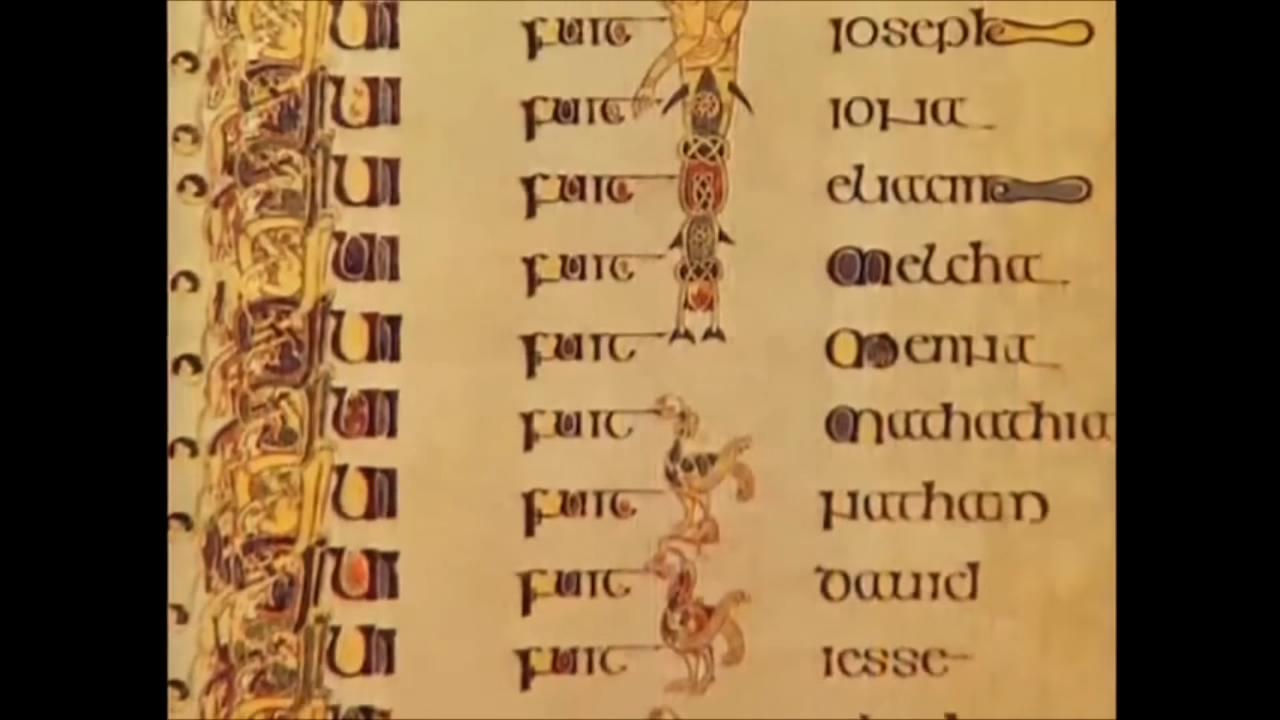 UI fuit ioseph
UI fuit iona
UI fuit eliacim
UI fuit melcha
UI fuit menna
UI fuit mathathia
UI fuit nathan
UI fuit dauid
UI fuit iesse